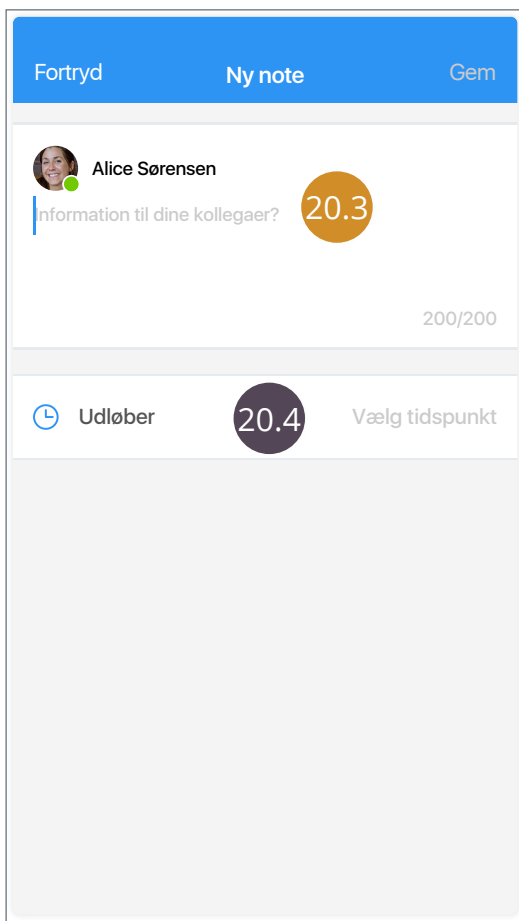 Fortryd Ny note Gem
Alice Sørensen
Information til dine kollegaer?
20.3
200/200
Udløber 20.4 Vælg tidspunkt